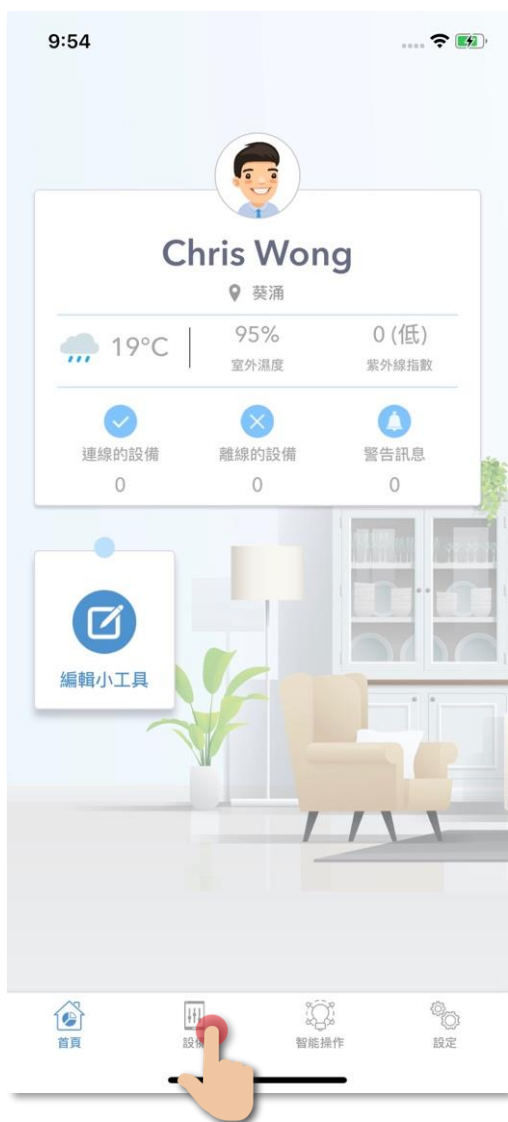 9:54
Chris Wong
葵涌
19°C
95%
室外濕度
0 (低)
紫外線指數
連線的設備
0
離線的設備
0
警告訊息
0
編輯小工具
首頁
設
智能操作
設定